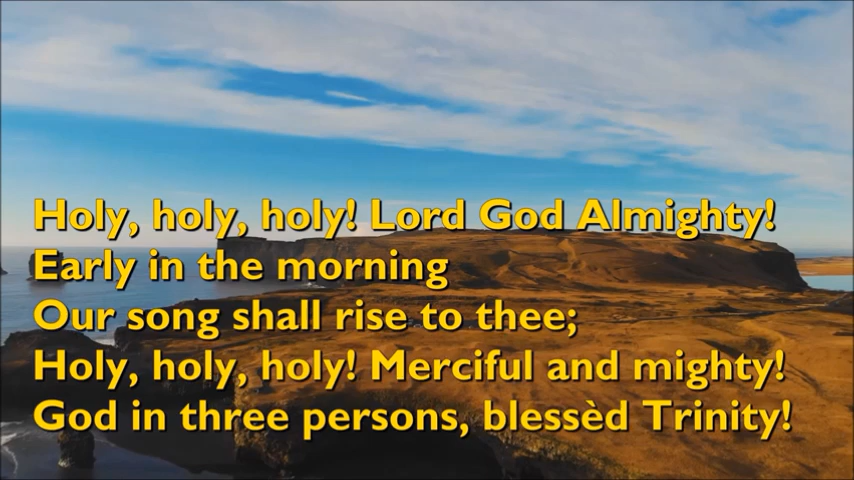 Holy, holy, holy! Lord God Almighty!
Early in the morning
Our song shall rise to thee;
Holy, holy, holy! Merciful and mighty!
God in three persons, blessèd Trinity!